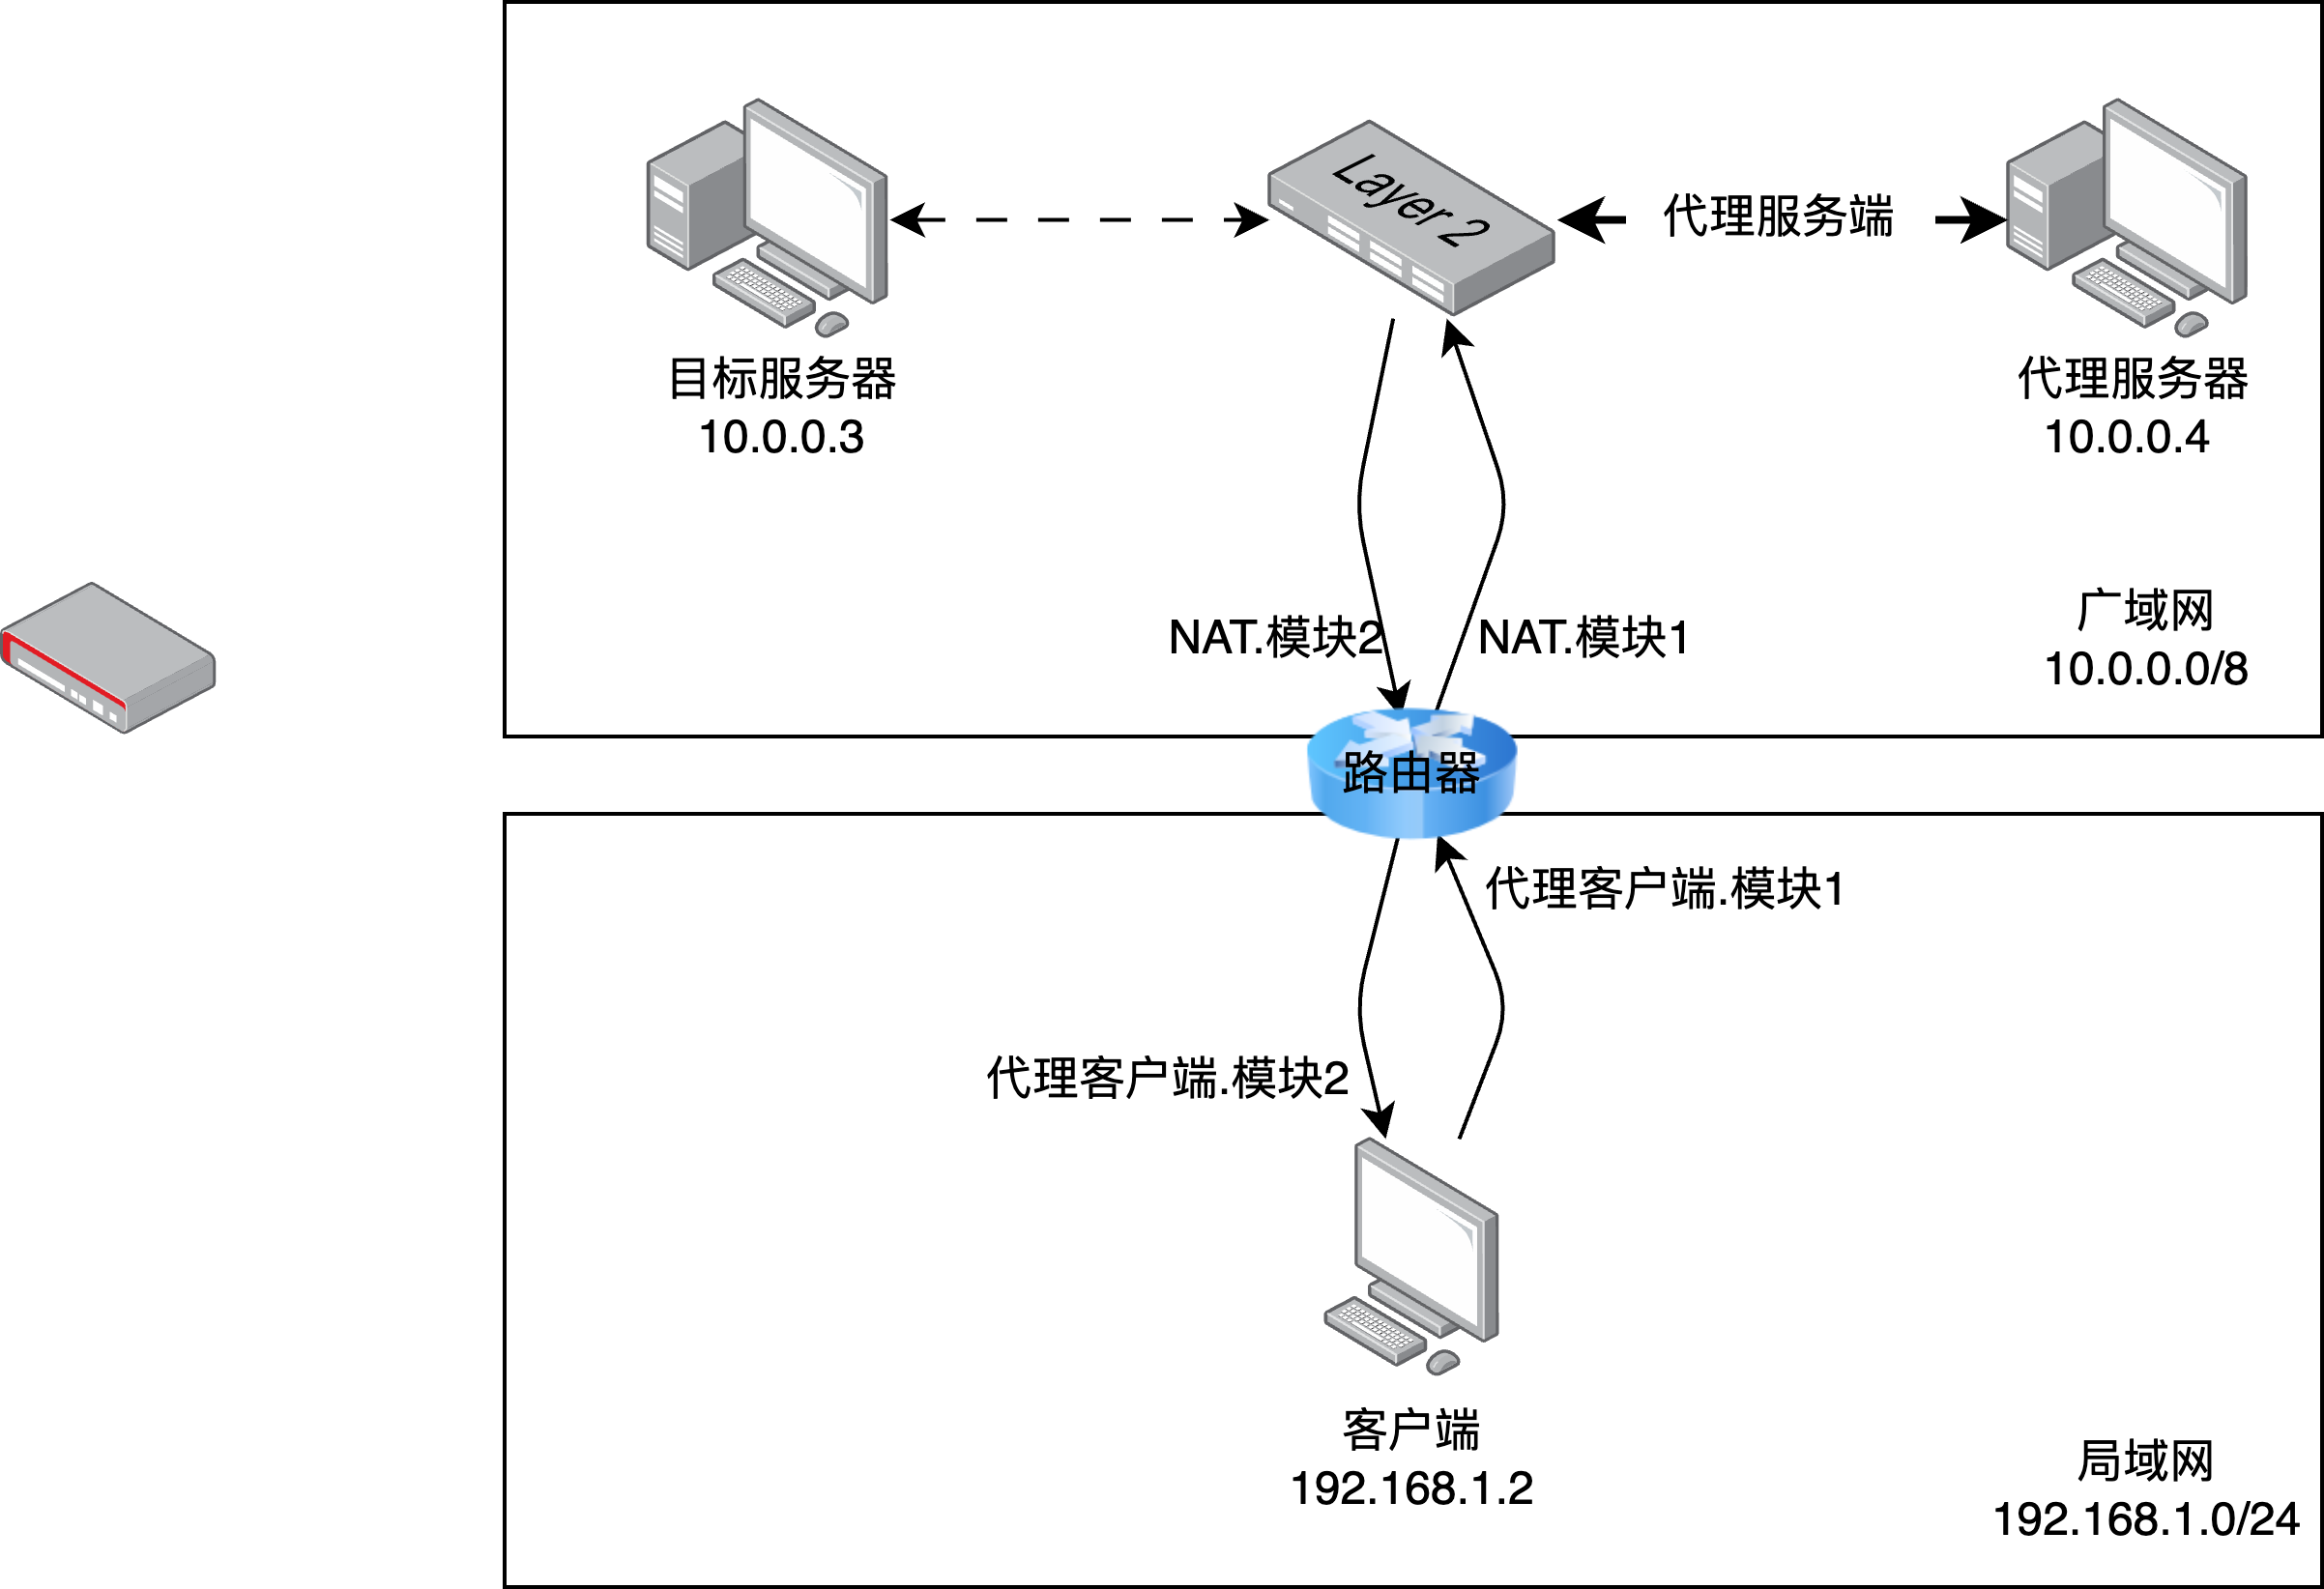 Layer 2
代理服务端
目标服务器
10.0.0.3
代理服务器
10.0.0.4
NAT.模块2
NAT.模块1
广域网
10.0.0.0/8
路由器
代理客户端.模块1
代理客户端.模块2
客户端
192.168.1.2
局域网
192.168.1.0/24